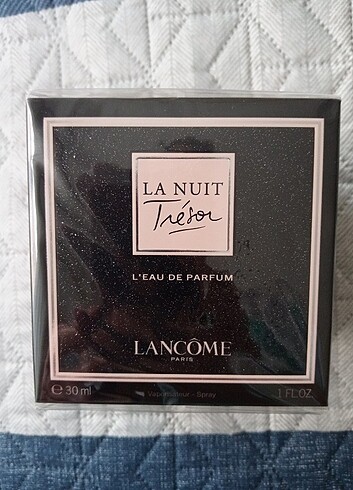 LA NUIT
Trésor
L'EAU DE PARFUM
LANCÔME
PARIS
℮ 30 ml Vaporisateur - Spray 1 FL.OZ.